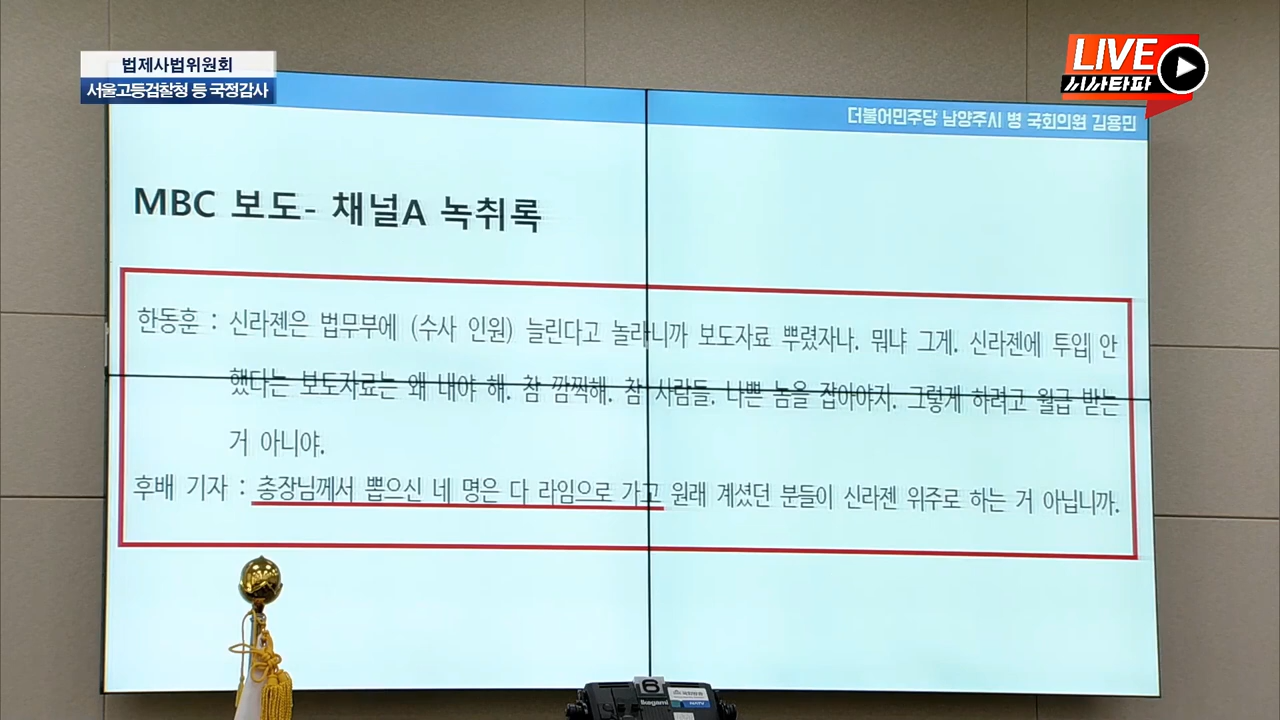 법제사법위원회
서울고등검찰청 등 국정감사
LIVE
시사타파
더불어민주당 남양주시 병 국회의원 김용민
MBC 보도- 채널A 녹취록
한동훈 : 신라젠은 법무부에 (수사 인원) 늘린다고 놀라니까 보도자료 뿌렸자나. 뭐냐 그게. 신라젠에 투입 안
했다는 보도자료는 왜 내야 해. 참 깜찍해. 참 사람들. 나쁜 놈을 잡아야지. 그렇게 하려고 월급 받는
거 아니야.
후배 기자 : 총장님께서 뽑으신 네 명은 다 라임으로 가고 원래 계셨던 분들이 신라젠 위주로 하는 거 아닙니까.
6
Ikegami
NATV